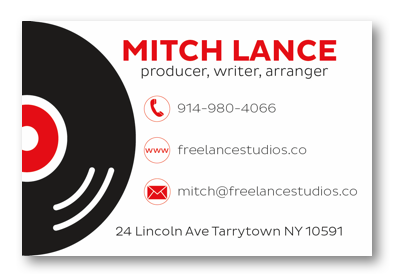 MITCH LANCE
producer, writer, arranger
914-980-4066
www
freelancestudios.co
mitch@freelancestudios.co
24 Lincoln Ave Tarrytown NY 10591